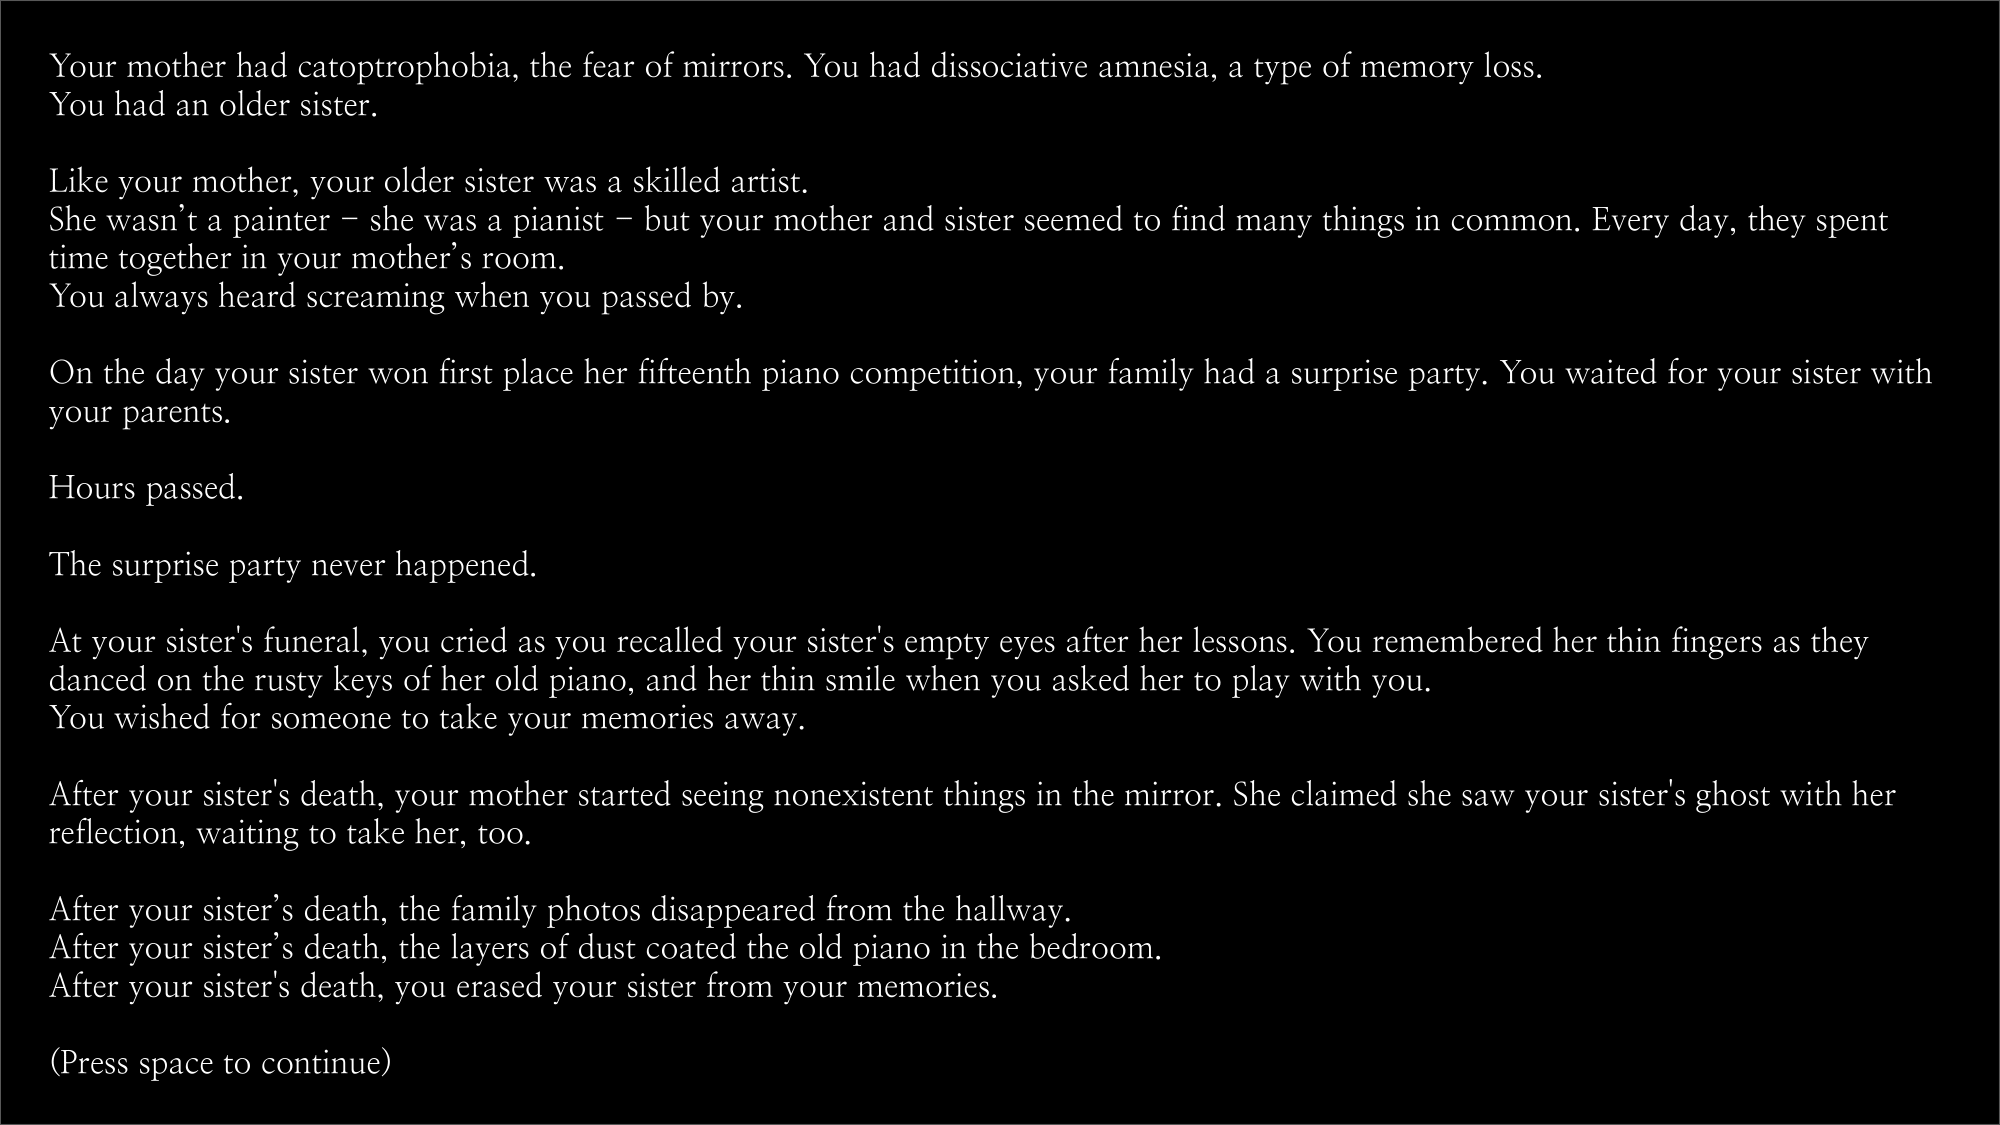 Your mother had catoptrophobia, the fear of mirrors. You had dissociative amnesia, a type of memory loss.
You had an older sister.
Like your mother, your older sister was a skilled artist.
She wasn’t a painter – she was a pianist – but your mother and sister seemed to find many things in common. Every day, they spent
time together in your mother’s room.
You always heard screaming when you passed by.
On the day your sister won first place her fifteenth piano competition, your family had a surprise party. You waited for your sister with
your parents.
Hours passed.
The surprise party never happened.
At your sister's funeral, you cried as you recalled your sister's empty eyes after her lessons. You remembered her thin fingers as they
danced on the rusty keys of her old piano, and her thin smile when you asked her to play with you.
You wished for someone to take your memories away.
After your sister's death, your mother started seeing nonexistent things in the mirror. She claimed she saw your sister's ghost with her
reflection, waiting to take her, too.
After your sister’s death, the family photos disappeared from the hallway.
After your sister’s death, the layers of dust coated the old piano in the bedroom.
After your sister's death, you erased your sister from your memories.
(Press space to continue)